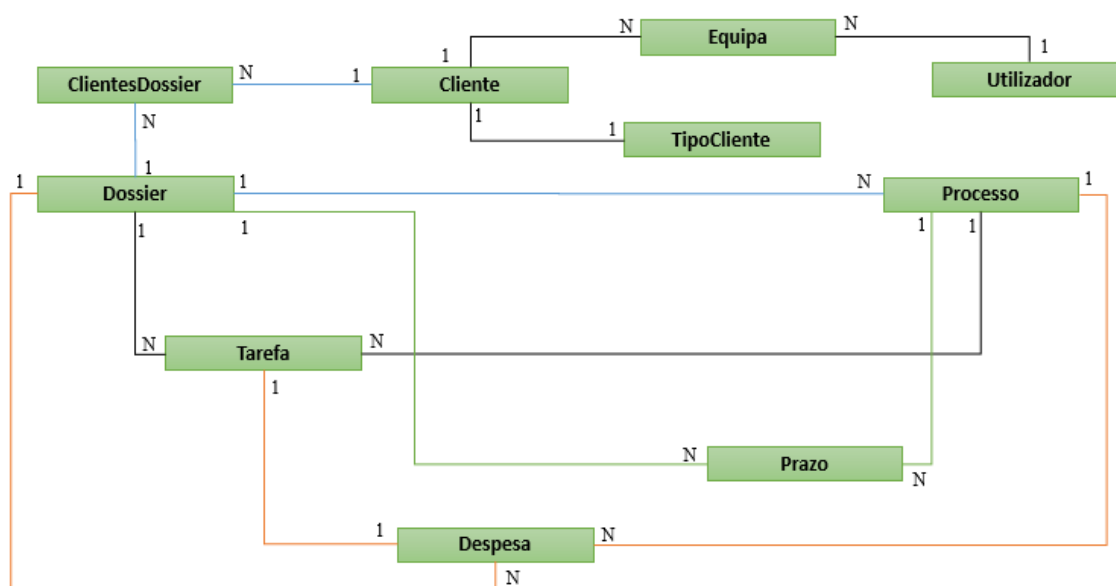 N
Equipa
N
1
1
Utilizador
ClientesDossier
N
1
Cliente
N
1
1
TipoCliente
1
1
Dossier
1
N
Processo
1
1
1
1
1
N
Tarefa
N
1
N
Prazo
N
1
Despesa
N
N